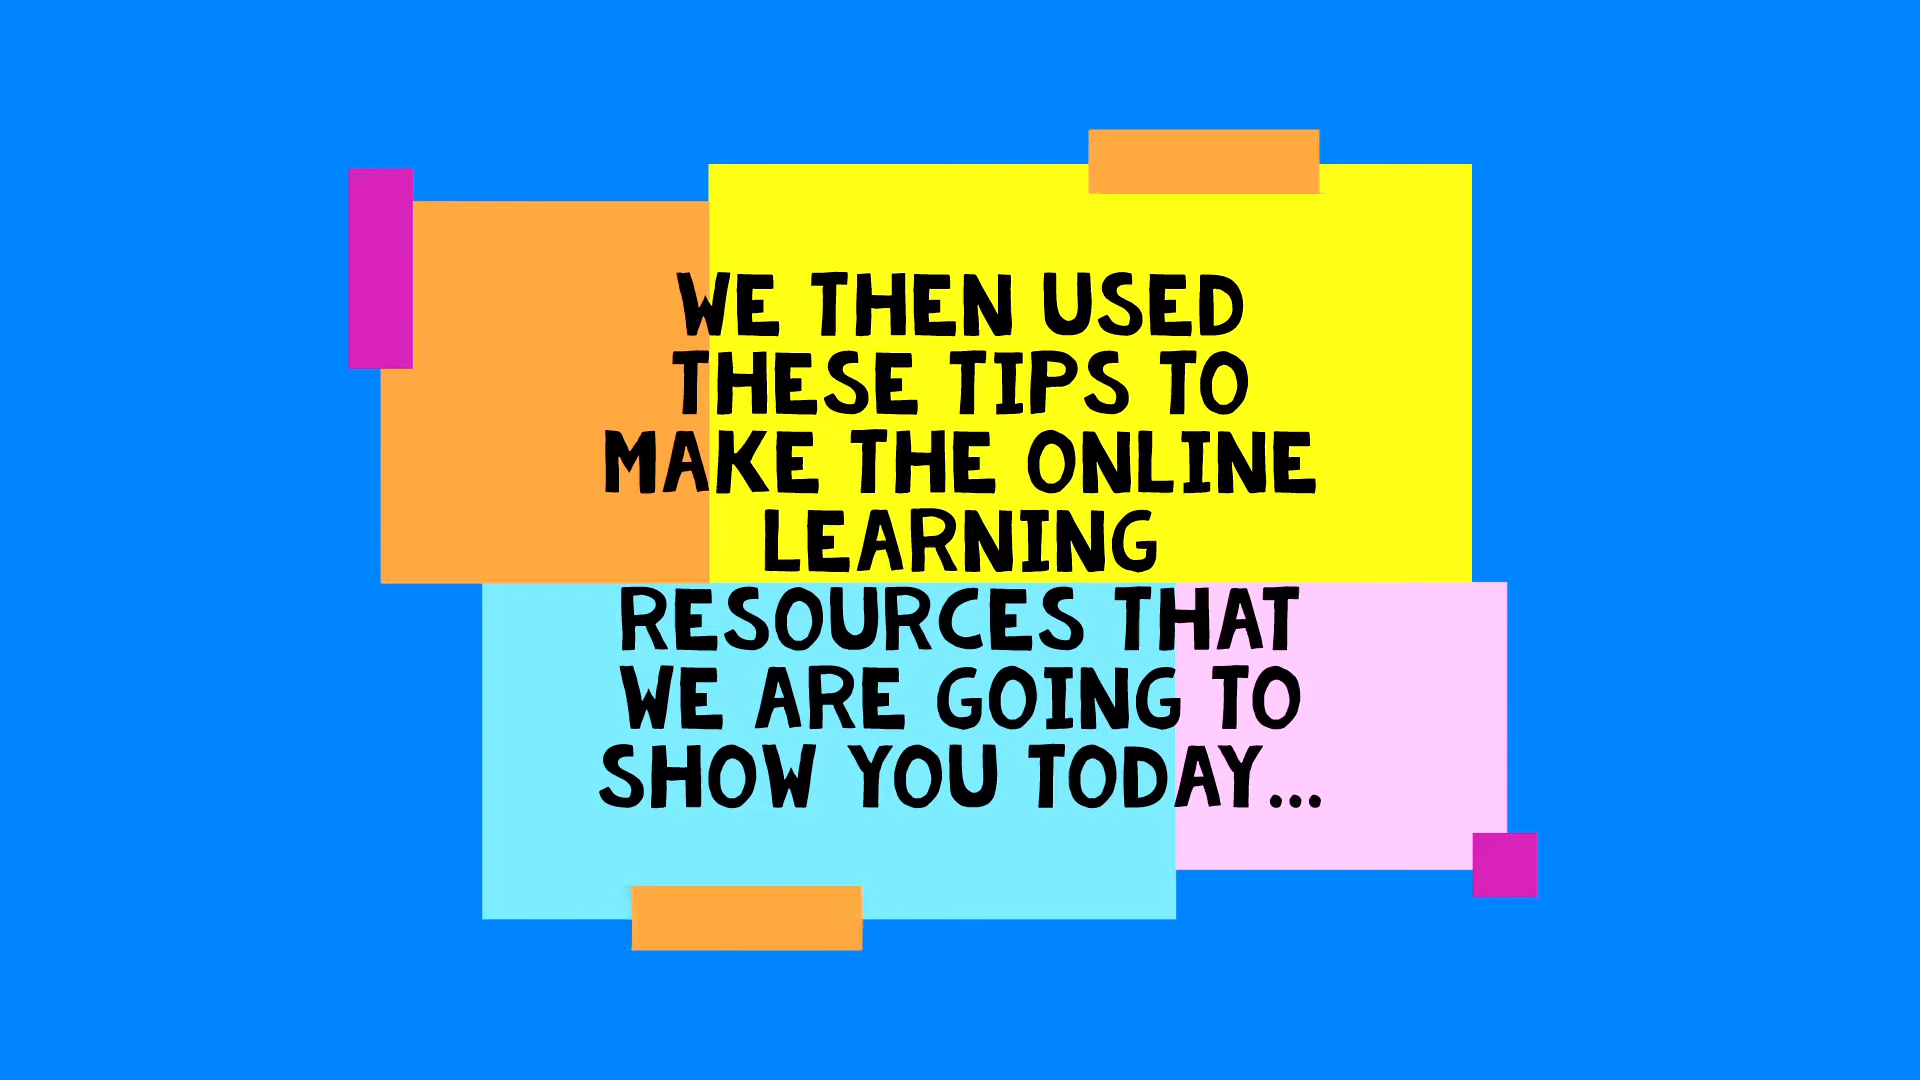 WE THEN USED
THESE TIPS TO
MAKE THE ONLINE
LEARNING
RESOURCES THAT
WE ARE GOING TO
SHOW YOU TODAY...